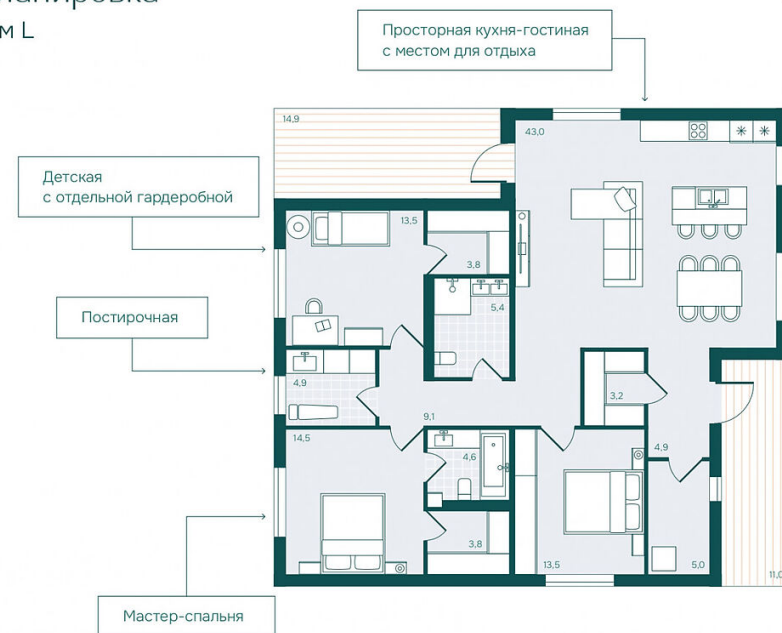 м L
Просторная кухня-гостиная
с местом для отдыха
14,9
43,0
Детская
с отдельной гардеробной
13,5
3,8
5,4
Постирочная
4,9
3,2
9,1
14,5
4,6
4,9
3,8
13,5
5,0
11,0
Мастер-спальня